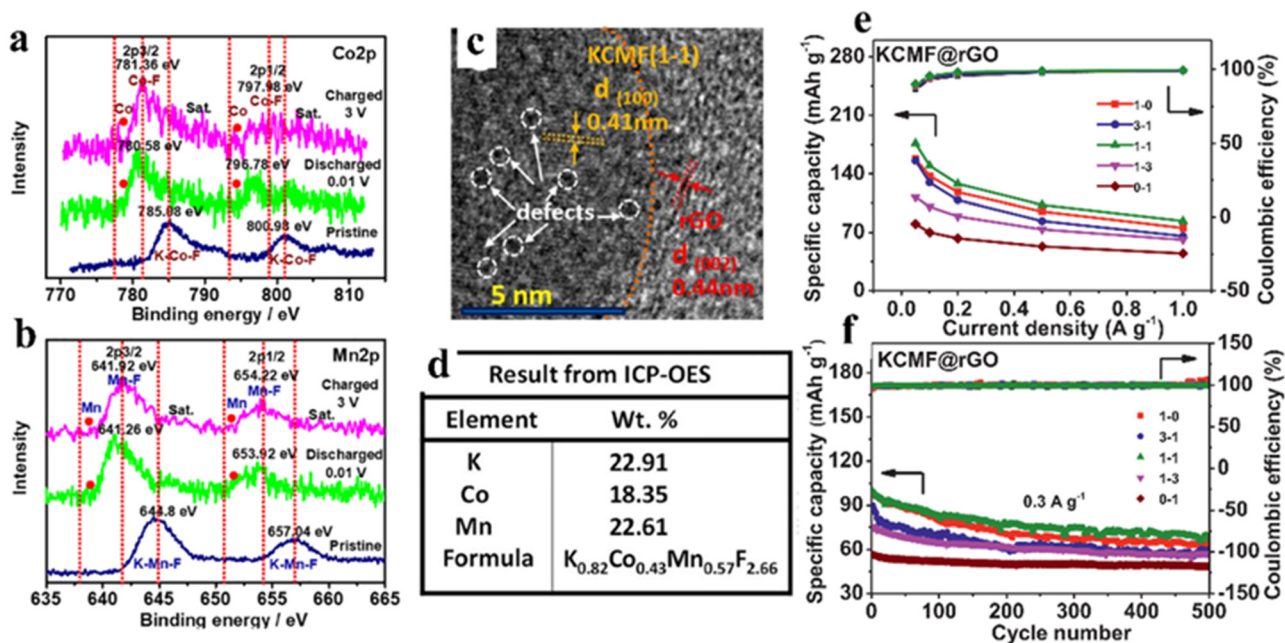 a
Co2p
2p3/2
781.36 eV
Co-F
Co
Sat.
2p1/2
797.98 eV
Co-F
Co
Sat.
Charged
3 V
780.58 eV
796.78 eV
Discharged
0.01 V
785.08 eV
800.98 eV
Pristine
K-Co-F
K-Co-F
Intensity
770 780 790 800 810
Binding energy / eV
b
Mn2p
2p3/2
641.92 eV
Mn-F
Mn
Sat.
2p1/2
654.22 eV
Mn-F
Mn
Sat.
Charged
3 V
641.26 eV
653.92 eV
Discharged
0.01 V
644.8 eV
657.04 eV
Pristine
K-Mn-F
K-Mn-F
Intensity
635 640 645 650 655 660 665
Binding energy / eV
c
KCMF(1-1)
d (100)
0.41nm
defects
rGO
d (002)
0.44nm
5 nm
d
Result from ICP-OES
Element Wt. %
K 22.91
Co 18.35
Mn 22.61
Formula K0.82Co0.43Mn0.57F2.66
e
KCMF@rGO
1-0
3-1
1-1
1-3
0-1
Specific capacity (mAh g-1)
280
210
140
70
0
Coulombic efficiency (%)
100
50
0
-50
0.0 0.2 0.4 0.6 0.8 1.0
Current density (A g-1)
f
KCMF@rGO
1-0
3-1
1-1
1-3
0-1
0.3 A g-1
Specific capacity (mAh g-1)
180
150
120
90
60
30
Coulombic efficiency (%)
150
100
50
0
-50
-100
-150
0 100 200 300 400 500
Cycle number